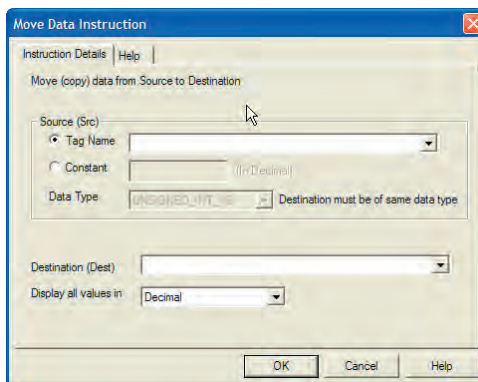 Move Data Instruction
Instruction Details Help
Move (copy) data from Source to Destination
Source (Src)
Tag Name
Constant (In Decimal)
Data Type UNSIGNED_INT_16 Destination must be of same data type
Destination (Dest)
Display all values in Decimal
OK Cancel Help